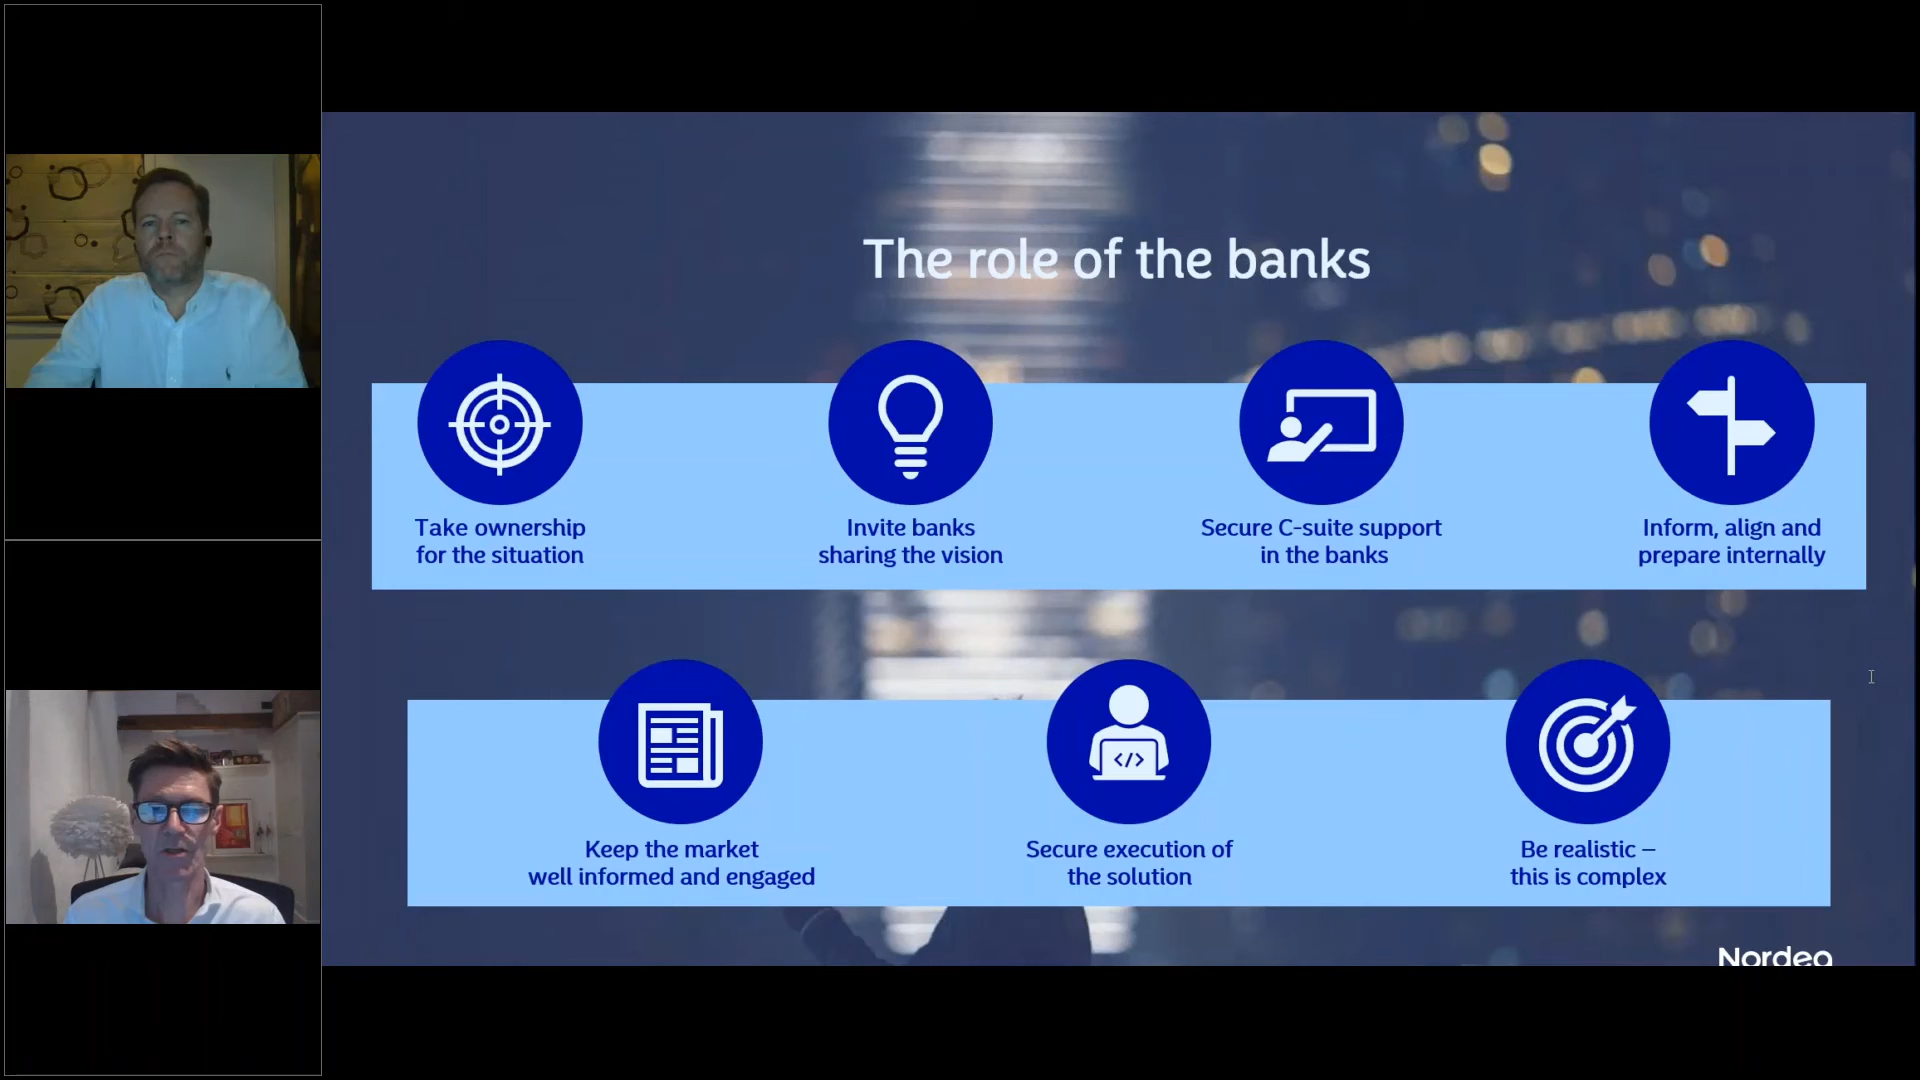 The role of the banks
Take ownership
for the situation
Invite banks
sharing the vision
Secure C-suite support
in the banks
Inform, align and
prepare internally
Keep the market
well informed and engaged
</>
Secure execution of
the solution
Be realistic –
this is complex
Nordea